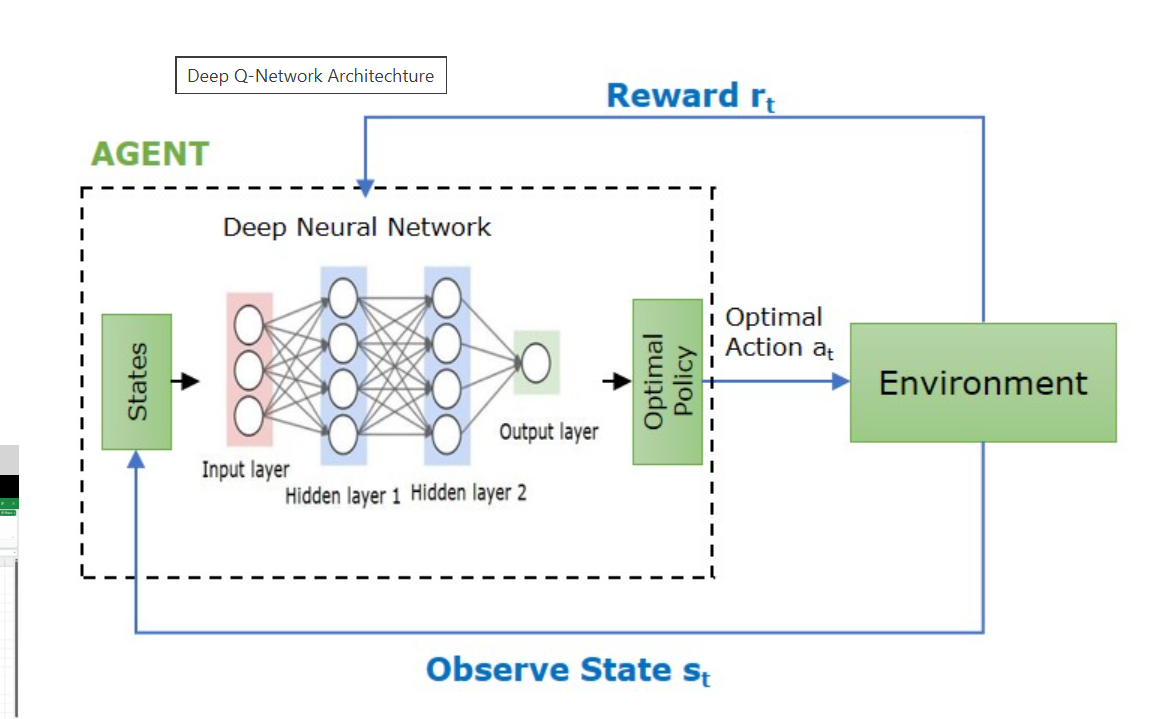 Deep Q-Network Architechture
Reward rt
AGENT
Deep Neural Network
States
Optimal
Policy
Optimal
Action at
Environment
Output layer
Input layer
Hidden layer 1
Hidden layer 2
Observe State st